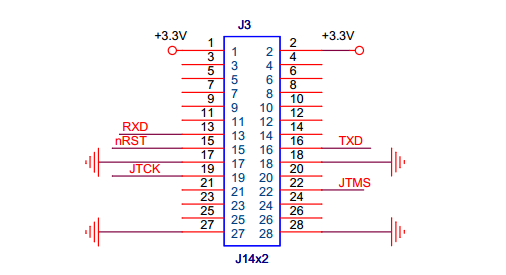 J3
+3.3V +3.3V
1 1 2 2
3 3 4 4
5 5 6 6
7 7 8 8
9 9 10 10
11 11 12 12
RXD 13 13 14 14
nRST 15 15 16 16 TXD
17 17 18 18
JTCK 19 19 20 20
21 21 22 22 JTMS
23 23 24 24
25 25 26 26
27 27 28 28
J14x2